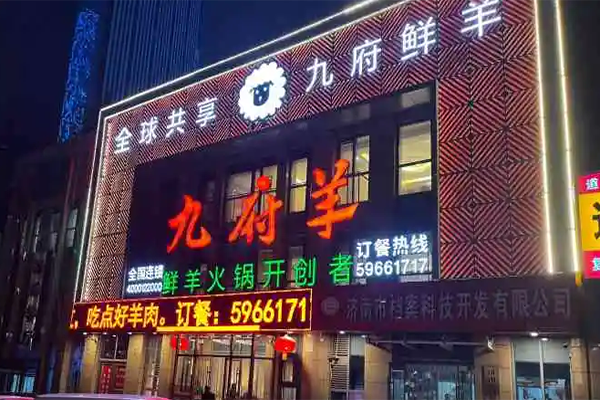 全球共享 九府鲜羊
九府羊
全国连锁
4000122000
鲜羊火锅开创者
订餐热线
59661717
吃点好羊肉。订餐：5966171
济南市档案科技开发有限公司